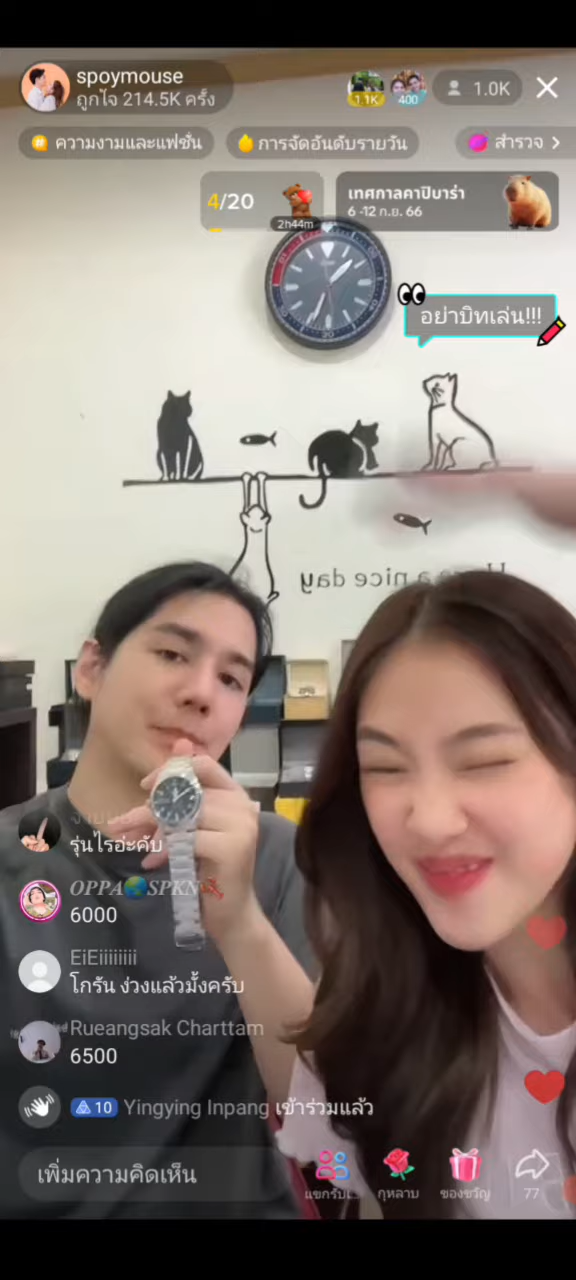 spoymouse
ถูกใจ 214.5K ครั้ง
1.1K
400
1.0K
ความงามและแฟชั่น
การจัดอันดับรายวัน
สำรวจ
4/20
2h44m
เทศกาลคาปิบาร่า
6 -12 ก.ย. 66
อย่าบิทเล่น!!!
a nice day
รุ่นไรอ่ะคับ
OPPA🌏SPKN
6000
EiEiiiiiiii
โกรัน ง่วงแล้วมั้งครับ
Rueangsak Charttam
6500
10 Yingying Inpang เข้าร่วมแล้ว
เพิ่มความคิดเห็น
แขกรับเ...
กุหลาบ
ของขวัญ
77